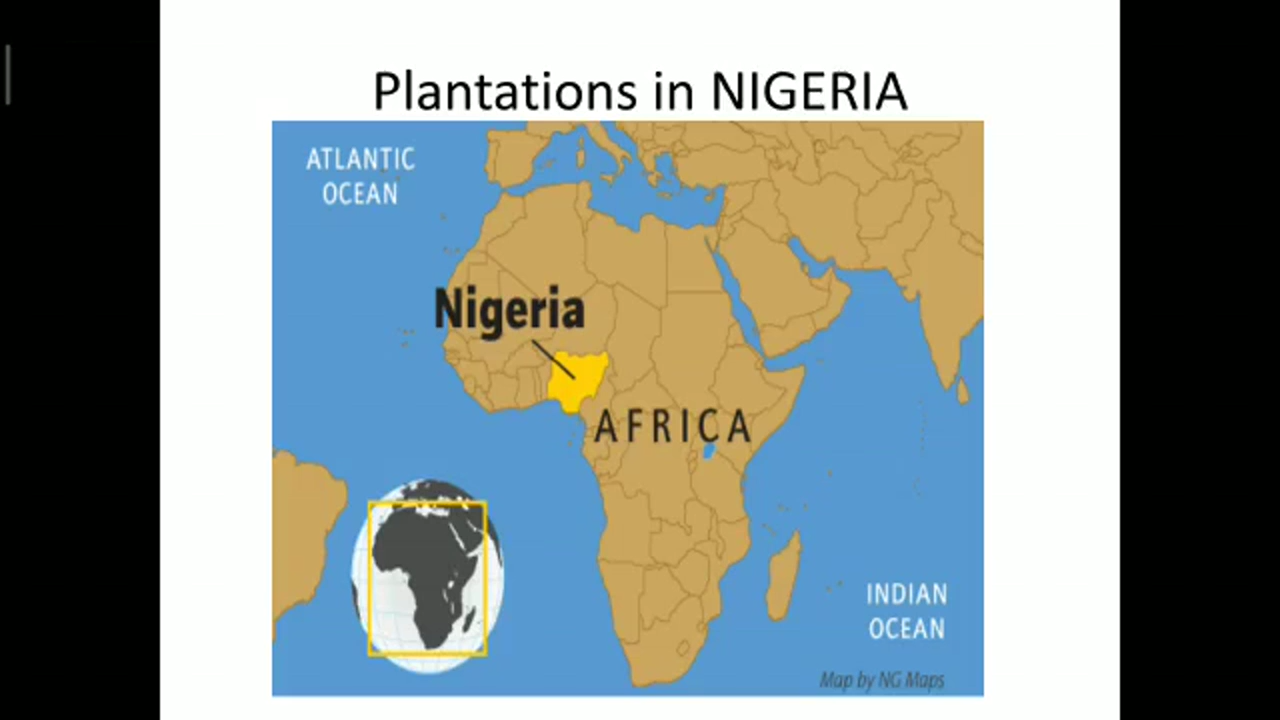 Plantations in NIGERIA
ATLANTIC
OCEAN
Nigeria
AFRICA
INDIAN
OCEAN
Map by NG Maps